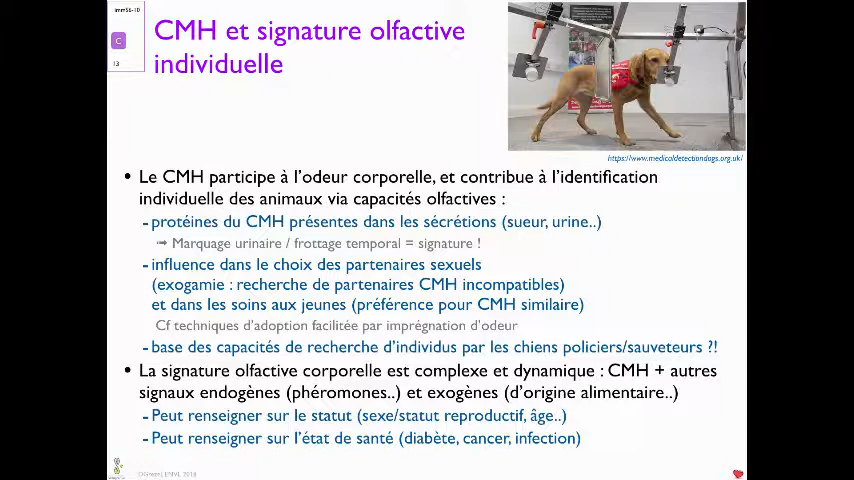 immS6-10
C
13
CMH et signature olfactive
individuelle
https://www.medicaldetectiondogs.org.uk/
• Le CMH participe à l'odeur corporelle, et contribue à l'identification
individuelle des animaux via capacités olfactives :
- protéines du CMH présentes dans les sécrétions (sueur, urine..)
➟ Marquage urinaire / frottage temporal = signature !
- influence dans le choix des partenaires sexuels
(exogamie : recherche de partenaires CMH incompatibles)
et dans les soins aux jeunes (préférence pour CMH similaire)
Cf techniques d'adoption facilitée par imprégnation d'odeur
- base des capacités de recherche d'individus par les chiens policiers/sauveteurs ?!
• La signature olfactive corporelle est complexe et dynamique : CMH + autres
signaux endogènes (phéromones..) et exogènes (d'origine alimentaire..)
- Peut renseigner sur le statut (sexe/statut reproductif, âge..)
- Peut renseigner sur l'état de santé (diabète, cancer, infection)